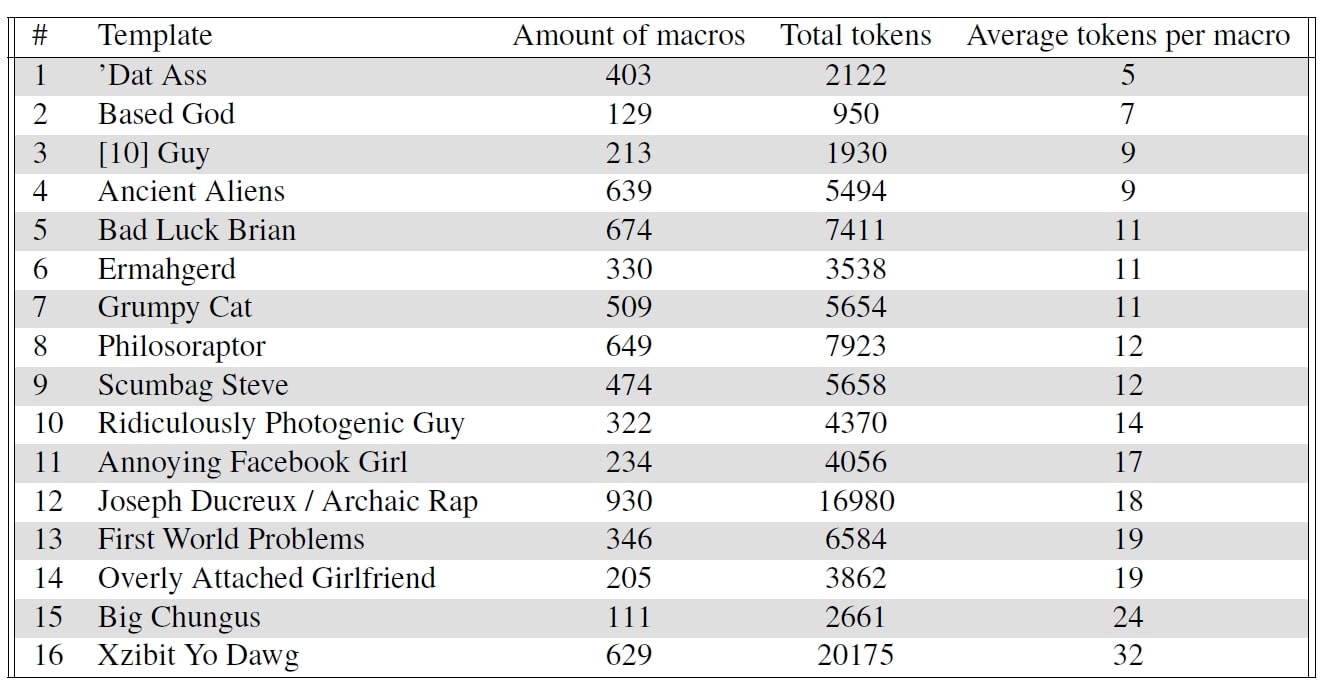 # Template Amount of macros Total tokens Average tokens per macro
1 ’Dat Ass 403 2122 5
2 Based God 129 950 7
3 [10] Guy 213 1930 9
4 Ancient Aliens 639 5494 9
5 Bad Luck Brian 674 7411 11
6 Ermahgerd 330 3538 11
7 Grumpy Cat 509 5654 11
8 Philosoraptor 649 7923 12
9 Scumbag Steve 474 5658 12
10 Ridiculously Photogenic Guy 322 4370 14
11 Annoying Facebook Girl 234 4056 17
12 Joseph Ducreux / Archaic Rap 930 16980 18
13 First World Problems 346 6584 19
14 Overly Attached Girlfriend 205 3862 19
15 Big Chungus 111 2661 24
16 Xzibit Yo Dawg 629 20175 32